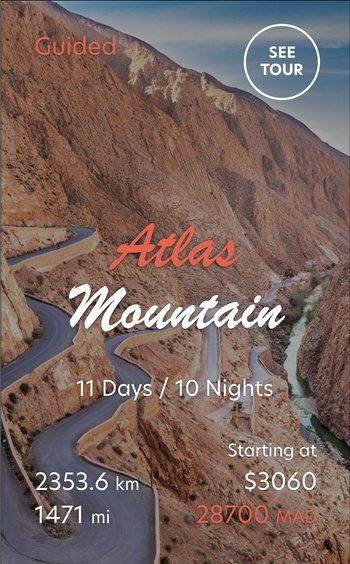 Guided
SEE
TOUR
Atlas
Mountain
11 Days / 10 Nights
Starting at
2353.6 km
$3060
1471 mi
28700 MAD